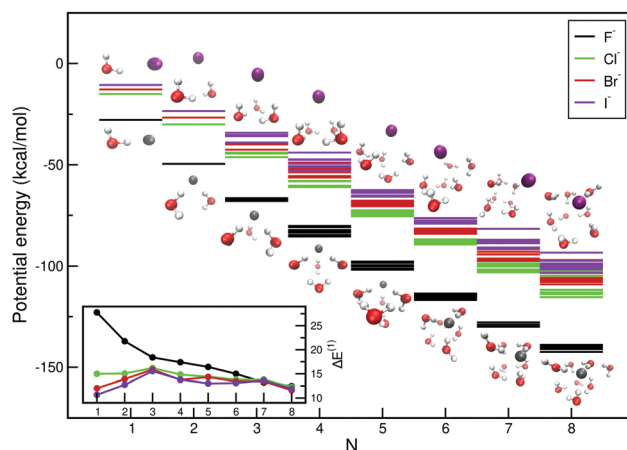 F-
Cl-
Br-
I-
Potential energy (kcal/mol)
0
-50
-100
-150
25
20
15
10
ΔE(1)
1 2 3 4 5 6 7 8
1 2 3 4 5 6 7 8
N